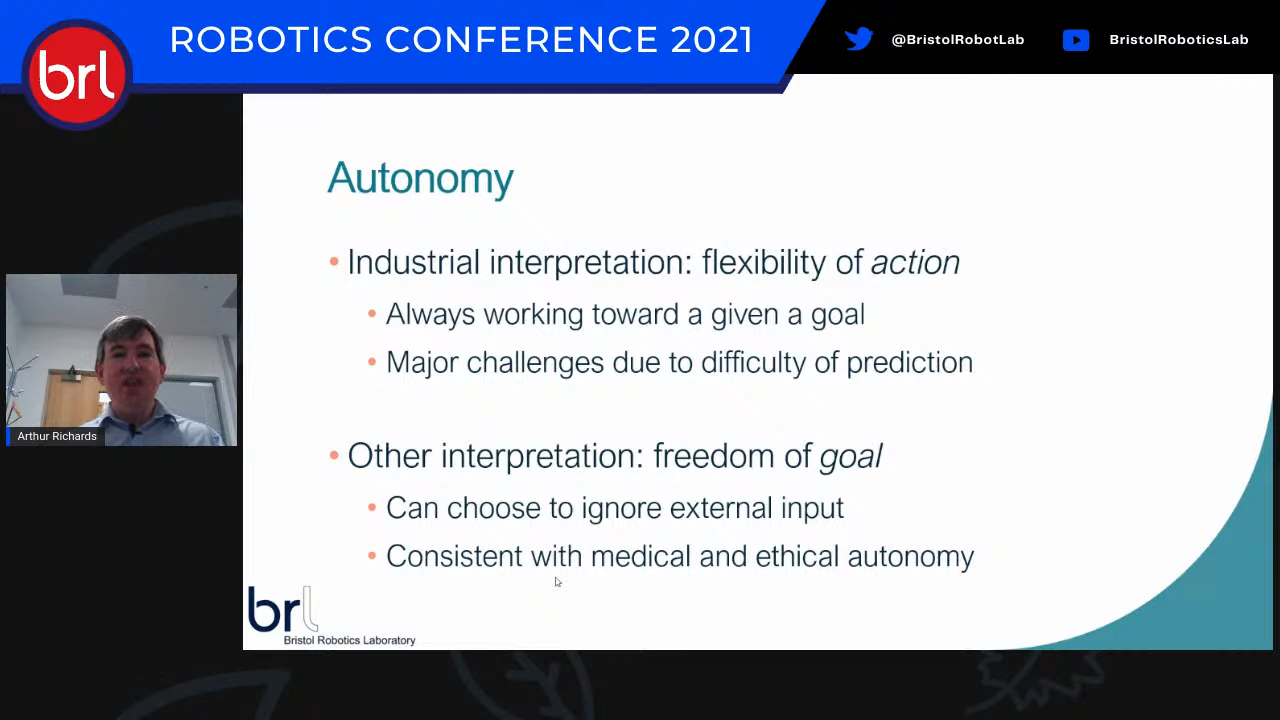 brl
ROBOTICS CONFERENCE 2021
@BristolRobotLab
BristolRoboticsLab
Autonomy
• Industrial interpretation: flexibility of action
• Always working toward a given a goal
• Major challenges due to difficulty of prediction
• Other interpretation: freedom of goal
• Can choose to ignore external input
• Consistent with medical and ethical autonomy
Arthur Richards
brl
Bristol Robotics Laboratory